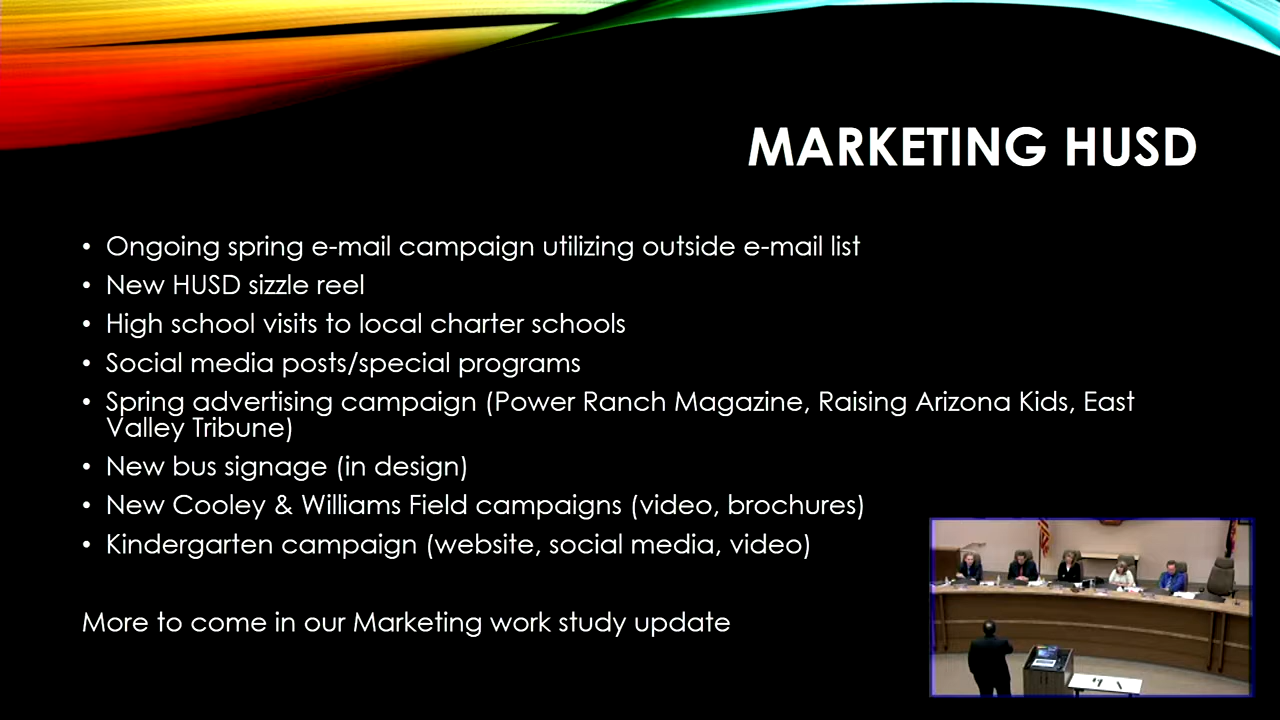 MARKETING HUSD
• Ongoing spring e-mail campaign utilizing outside e-mail list
• New HUSD sizzle reel
• High school visits to local charter schools
• Social media posts/special programs
• Spring advertising campaign (Power Ranch Magazine, Raising Arizona Kids, East
Valley Tribune)
• New bus signage (in design)
• New Cooley & Williams Field campaigns (video, brochures)
• Kindergarten campaign (website, social media, video)
More to come in our Marketing work study update